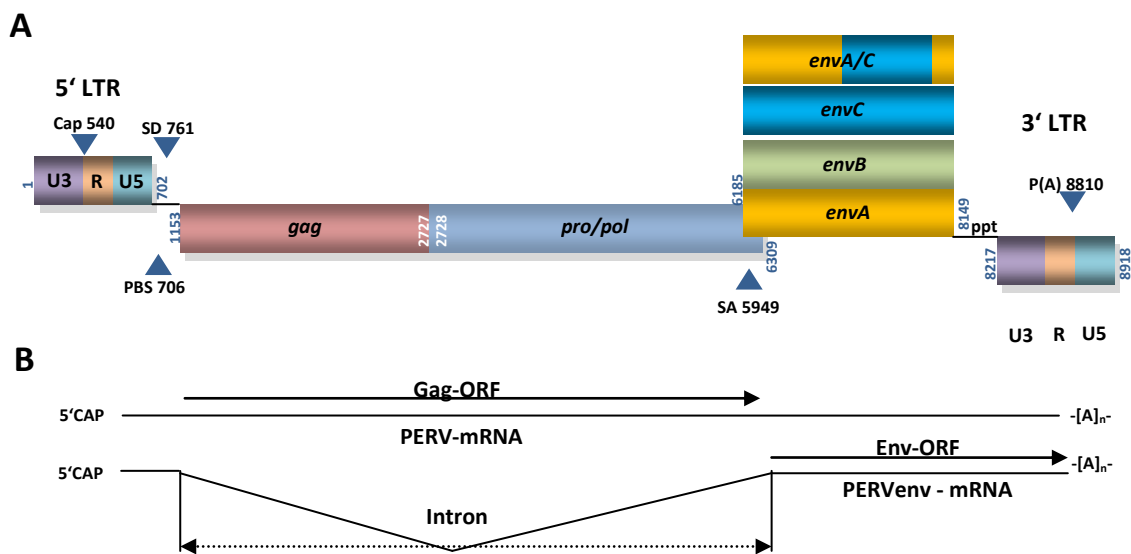 A
envA/C
5‘ LTR
envC
3‘ LTR
Cap 540
SD 761
envB
U3 R U5
P(A) 8810
1
702
6185
envA
8149
ppt
1153
gag
2727
2728
pro/pol
6309
8217
8918
PBS 706
SA 5949
U3 R U5
B
Gag-ORF
5‘CAP
-[A]n-
PERV-mRNA
Env-ORF
5‘CAP
-[A]n-
PERVenv - mRNA
Intron